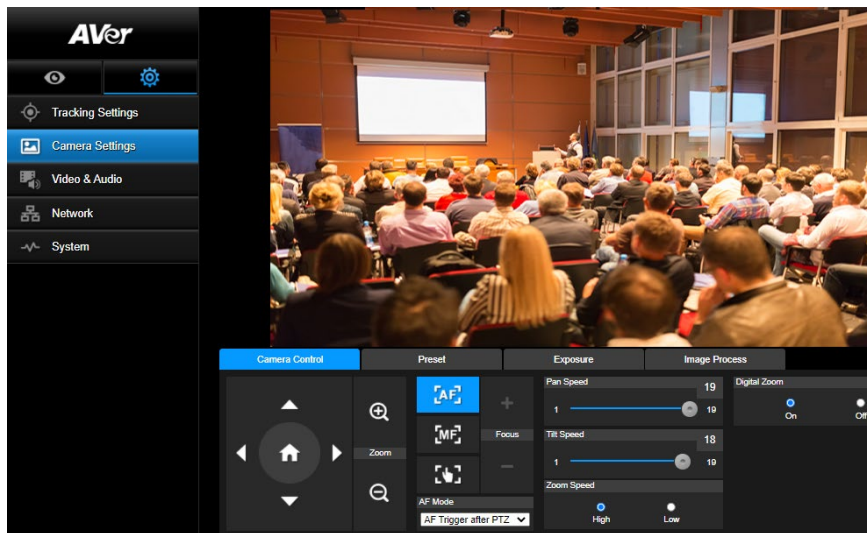 AVer
Tracking Settings
Camera Settings
Video & Audio
Network
System
Camera Control
Preset
Exposure
Image Process
Zoom
AF
MF
Focus
AF Mode
AF Trigger after PTZ
Pan Speed
19
1
19
Tilt Speed
18
1
19
Zoom Speed
High
Low
Digital Zoom
On
Off